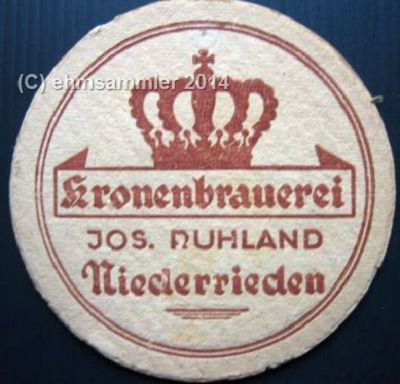 (C) ehmsammler 2014
Kronenbrauerei
JOS. RUHLAND
Niederrieden